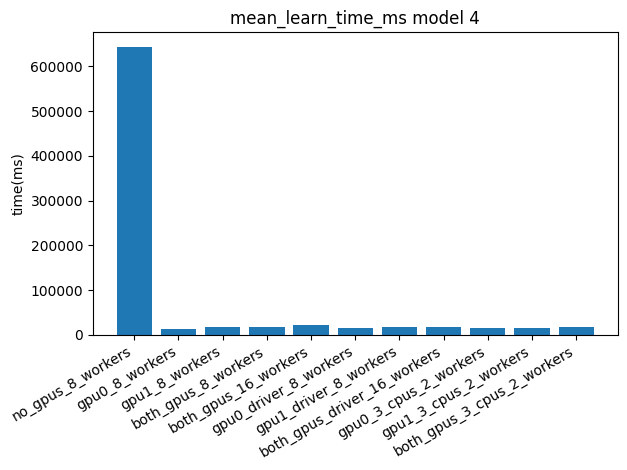 mean_learn_time_ms model 4
time(ms)
600000
500000
400000
300000
200000
100000
0
no_gpus_8_workers
gpu0_8_workers
gpu1_8_workers
both_gpus_8_workers
both_gpus_16_workers
gpu0_driver_8_workers
gpu1_driver_8_workers
both_gpus_driver_16_workers
gpu0_3_cpus_2_workers
gpu1_3_cpus_2_workers
both_gpus_3_cpus_2_workers